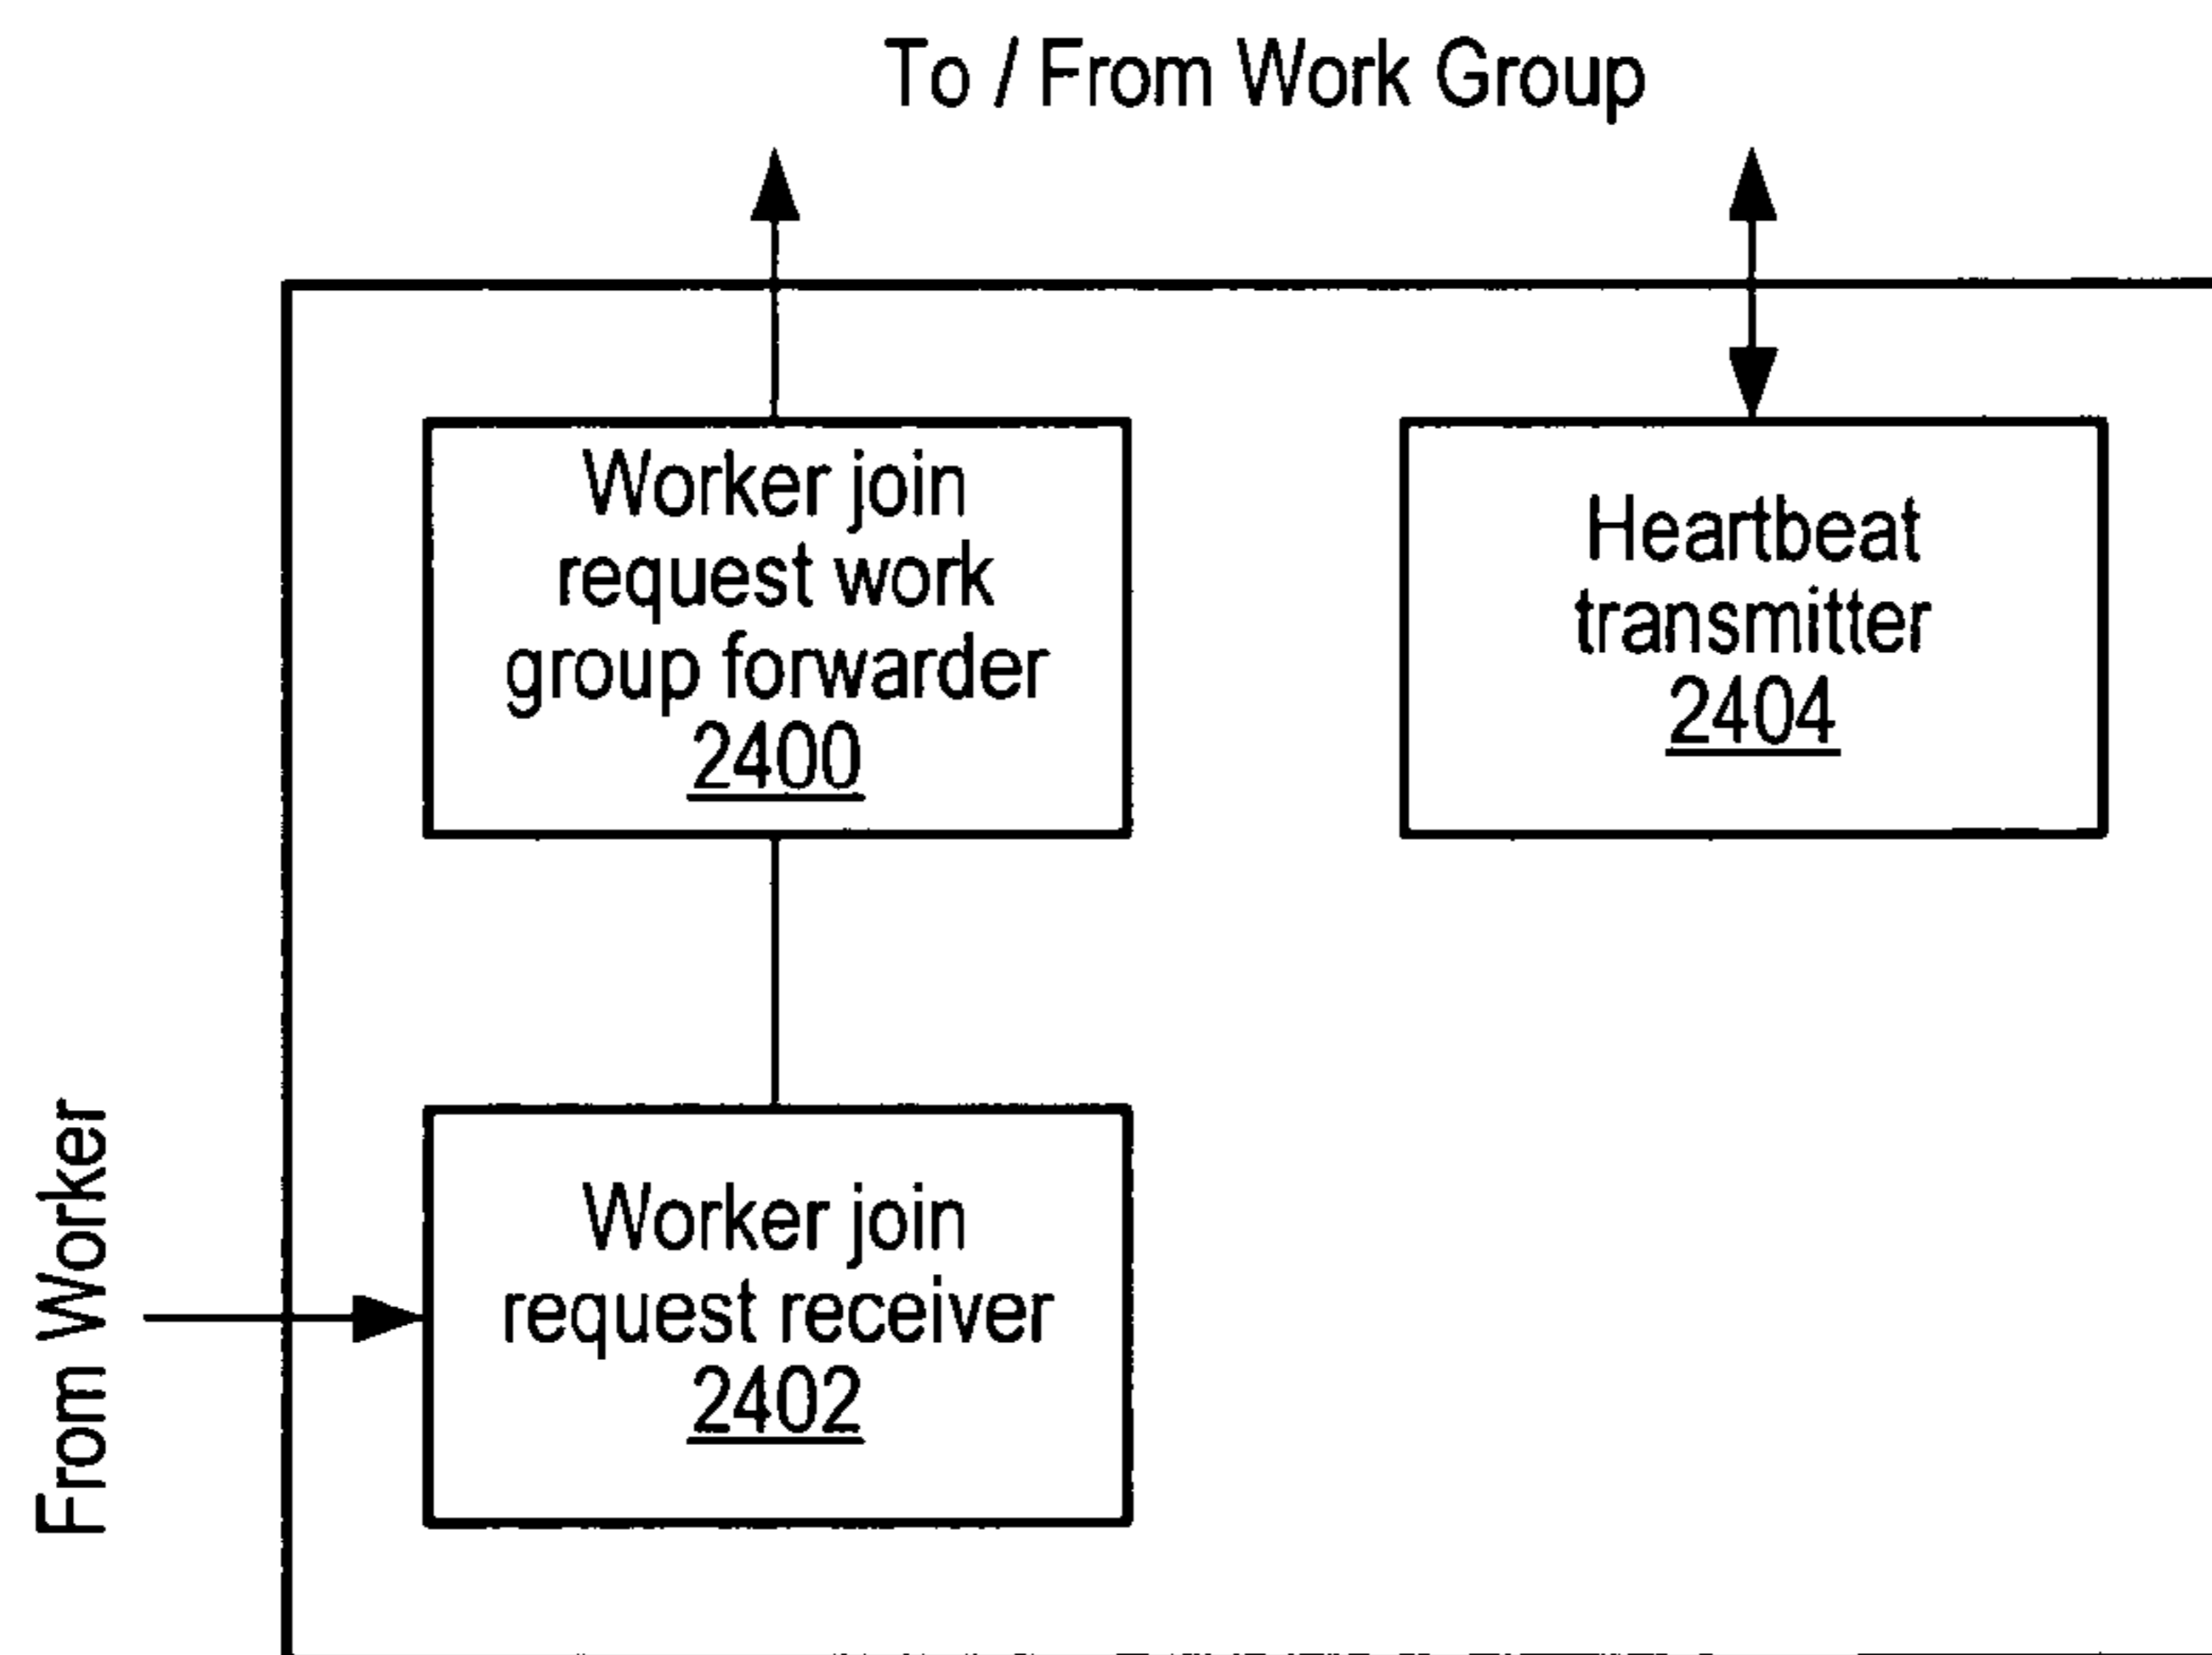 To / From Work Group
Worker join
request work
group forwarder
2400
Heartbeat
transmitter
2404
From Worker
Worker join
request receiver
2402